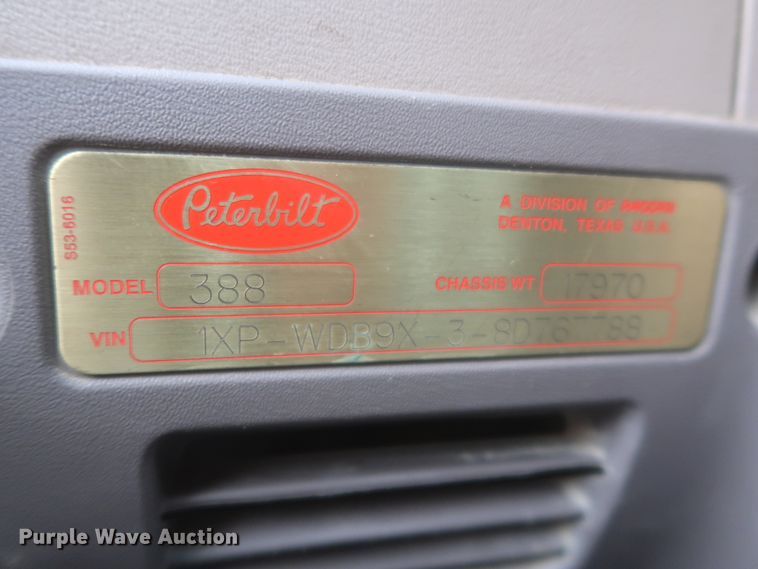 S53-6016
Peterbilt
A DIVISION OF PACCAR
DENTON, TEXAS U.S.A.
MODEL 388
CHASSIS WT 17970
VIN 1XP-WDB9X-3-8D767788
Purple Wave Auction